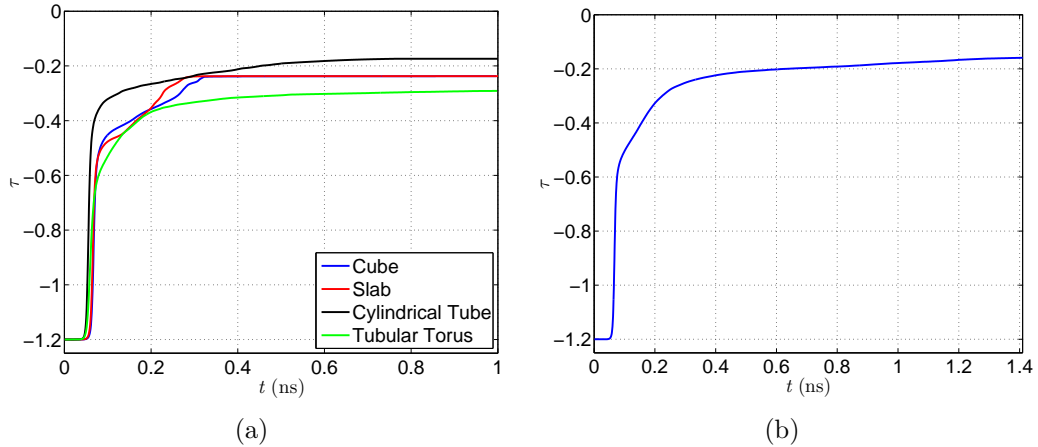 0
−0.2
−0.4
−0.6
−0.8
−1
−1.2
τ
0 0.2 0.4 0.6 0.8 1
t (ns)
Cube
Slab
Cylindrical Tube
Tubular Torus
(a)
0
−0.2
−0.4
−0.6
−0.8
−1
−1.2
τ
0 0.2 0.4 0.6 0.8 1 1.2 1.4
t (ns)
(b)